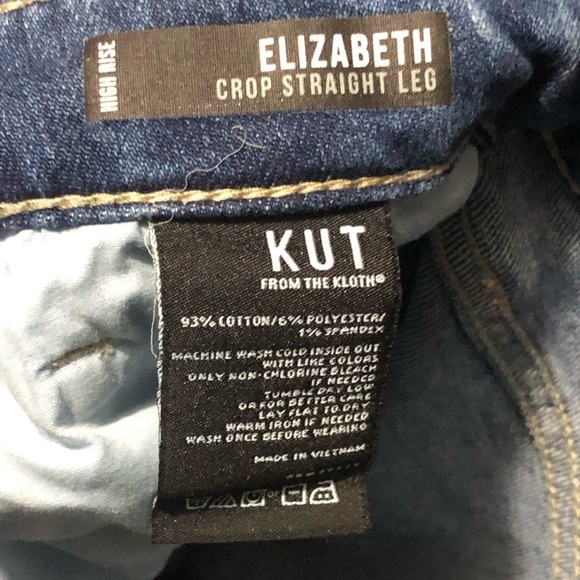 HIGH RISE
ELIZABETH
CROP STRAIGHT LEG
KUT
FROM THE KLOTH®
93% COTTON/6% POLYESTER/
1% SPANDEX
MACHINE WASH COLD INSIDE OUT
WITH LIKE COLORS
ONLY NON-CHLORINE BLEACH
IF NEEDED
TUMBLE DRY LOW
OR FOR BETTER CARE
LAY FLAT TO DRY
WARM IRON IF NEEDED
WASH ONCE BEFORE WEARING
MADE IN VIETNAM
or